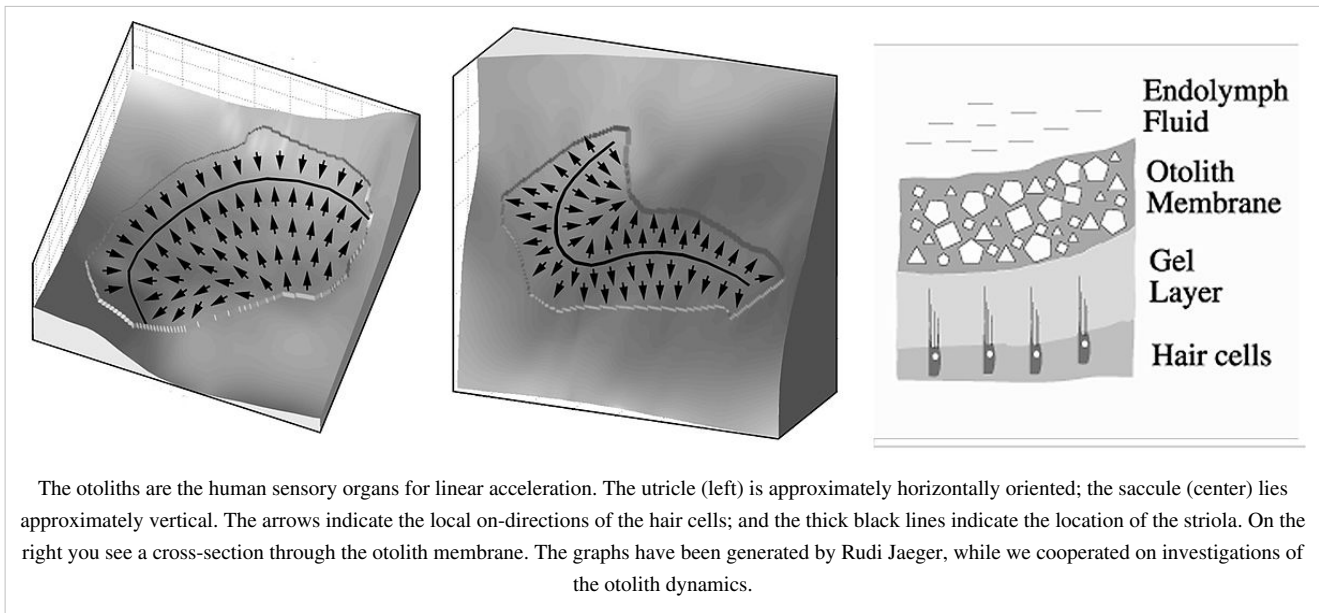 Endolymph
Fluid
Otolith
Membrane
Gel
Layer
Hair cells
The otoliths are the human sensory organs for linear acceleration. The utricle (left) is approximately horizontally oriented; the saccule (center) lies
approximately vertical. The arrows indicate the local on-directions of the hair cells; and the thick black lines indicate the location of the striola. On the
right you see a cross-section through the otolith membrane. The graphs have been generated by Rudi Jaeger, while we cooperated on investigations of
the otolith dynamics.